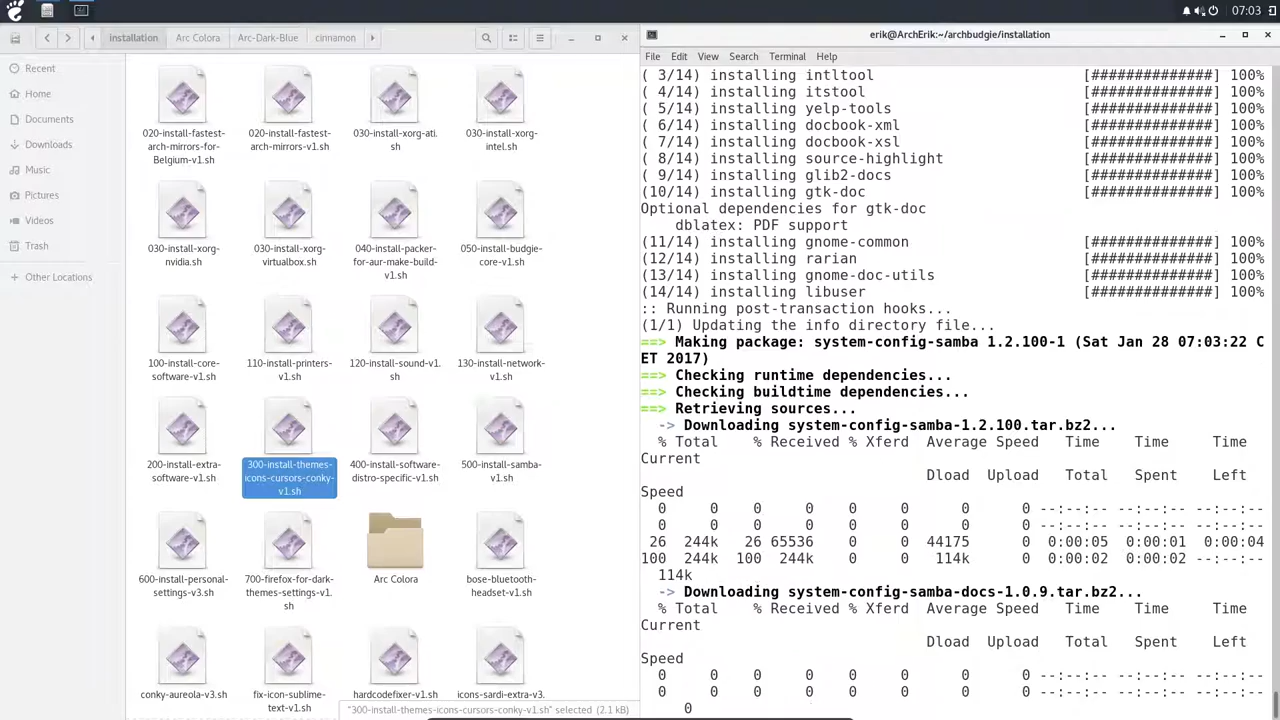 07:03
installation
Arc Colora
Arc-Dark-Blue
cinnamon
Recent
Home
Documents
Downloads
Music
Pictures
Videos
Trash
Other Locations
020-install-fastest-
arch-mirrors-for-
Belgium-v1.sh
020-install-fastest-
arch-mirrors-v1.sh
030-install-xorg-ati.
sh
030-install-xorg-
intel.sh
030-install-xorg-
nvidia.sh
030-install-xorg-
virtualbox.sh
040-install-packer-
for-aur-make-build-
v1.sh
050-install-budgie-
core-v1.sh
100-install-core-
software-v1.sh
110-install-printers-
v1.sh
120-install-sound-v1.
sh
130-install-network-
v1.sh
200-install-extra-
software-v1.sh
300-install-themes-
icons-cursors-conky-
v1.sh
400-install-software-
distro-specific-v1.sh
500-install-samba-
v1.sh
600-install-personal-
settings-v3.sh
700-firefox-for-dark-
themes-settings-v1.
sh
Arc Colora
bose-bluetooth-
headset-v1.sh
conky-aureola-v3.sh
fix-icon-sublime-
text-v1.sh
hardcodefixer-v1.sh
icons-sardi-extra-v3.
"300-install-themes-icons-cursors-conky-v1.sh" selected (2.1 kB)
erik@ArchErik:~/archbudgie/installation
File Edit View Search Terminal Help
( 3/14) installing intltool [##############] 100%
( 4/14) installing itstool [##############] 100%
( 5/14) installing yelp-tools [##############] 100%
( 6/14) installing docbook-xml [##############] 100%
( 7/14) installing docbook-xsl [##############] 100%
( 8/14) installing source-highlight [##############] 100%
( 9/14) installing glib2-docs [##############] 100%
(10/14) installing gtk-doc [##############] 100%
Optional dependencies for gtk-doc
dblatex: PDF support
(11/14) installing gnome-common [##############] 100%
(12/14) installing rarian [##############] 100%
(13/14) installing gnome-doc-utils [##############] 100%
(14/14) installing libuser [##############] 100%
:: Running post-transaction hooks...
(1/1) Updating the info directory file...
==> Making package: system-config-samba 1.2.100-1 (Sat Jan 28 07:03:22 C
ET 2017)
==> Checking runtime dependencies...
==> Checking buildtime dependencies...
==> Retrieving sources...
-> Downloading system-config-samba-1.2.100.tar.bz2...
% Total % Received % Xferd Average Speed Time Time Time
Current
Dload Upload Total Spent Left
Speed
0 0 0 0 0 0 0 0 --:--:-- --:--:-- --:--:--
0 0 0 0 0 0 0 0 --:--:-- --:--:-- --:--:--
26 244k 26 65536 0 0 44175 0 0:00:05 0:00:01 0:00:04
100 244k 100 244k 0 0 114k 0 0:00:02 0:00:02 --:--:--
114k
-> Downloading system-config-samba-docs-1.0.9.tar.bz2...
% Total % Received % Xferd Average Speed Time Time Time
Current
Dload Upload Total Spent Left
Speed
0 0 0 0 0 0 0 0 --:--:-- --:--:-- --:--:--
0 0 0 0 0 0 0 0 --:--:-- --:--:-- --:--:--
0